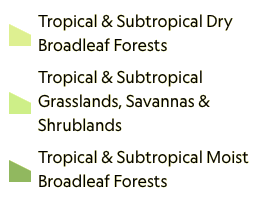 Tropical & Subtropical Dry
Broadleaf Forests
Tropical & Subtropical
Grasslands, Savannas &
Shrublands
Tropical & Subtropical Moist
Broadleaf Forests